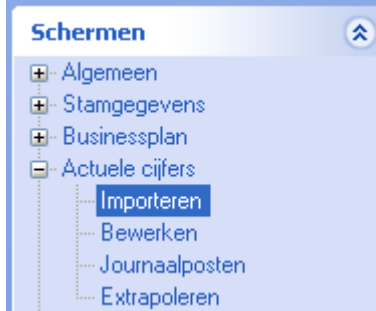 Schermen
Algemeen
Stamgegevens
Businessplan
Actuele cijfers
Importeren
Bewerken
Journaalposten
Extrapoleren